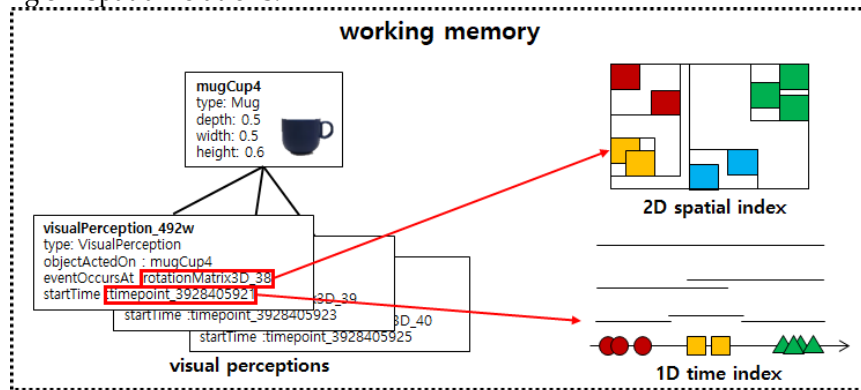 working memory
mugCup4
type: Mug
depth: 0.5
width: 0.5
height: 0.6
2D spatial index
visualPerception_492w
type: VisualPerception
objectActedOn : mugCup4
eventOccursAt :rotationMatrix3D_38
startTime :timepoint_3928405921
3D_39
startTime :timepoint_3928405923
3D_40
startTime :timepoint_3928405925
visual perceptions
1D time index